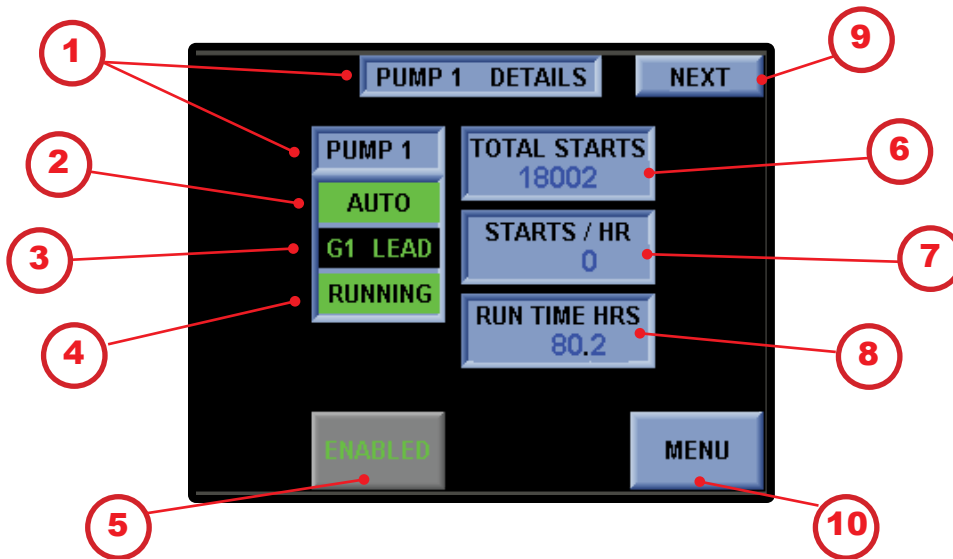 1
9
PUMP 1 DETAILS
NEXT
2
PUMP 1
TOTAL STARTS
18002
6
AUTO
3
G1 LEAD
STARTS / HR
0
7
RUNNING
4
RUN TIME HRS
80.2
8
ENABLED
MENU
5
10